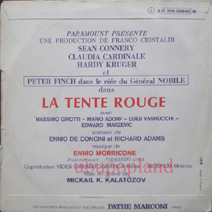 PARAMOUNT PRÉSENTE
UNE PRODUCTION DE FRANCO CRISTALDI
SEAN CONNERY
CLAUDIA CARDINALE
HARDY KRUGER
et
PETER FINCH dans le rôle du Général NOBILE
dans
LA TENTE ROUGE
avec
MASSIMO GIROTTI - MARIO ADORF - LUIGI VANNUCCHI -
EDWARD MARZEVIC
scénario de
ENNIO DE CONCINI et RICHARD ADAMS
musique de
ENNIO MORRICONE
MICKAIL K. KALATOZOV
PATHÉ MARCONI